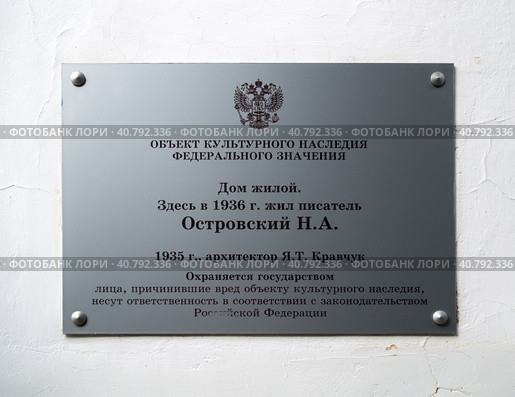 · ФОТОБАНК ЛОРИ · 40.792.336 · ФОТОБАНК ЛОРИ · 40.792.336 · ФОТОБАНК ЛОРИ · 40.792.336
ОБЪЕКТ КУЛЬТУРНОГО НАСЛЕДИЯ
ФЕДЕРАЛЬНОГО ЗНАЧЕНИЯ
Дом жилой.
Здесь в 1936 г. жил писатель
Островский Н.А.
1935 г., архитектор Я.Т. Кравчук
· ФОТОБАНК ЛОРИ · 40.792.336 · ФОТОБАНК ЛОРИ · 40.792.336 · ФОТОБАНК ЛОРИ · 40.792.336
Охраняется государством
лица, причинившие вред объекту культурного наследия,
несут ответственность в соответствии с законодательством
Российской Федерации